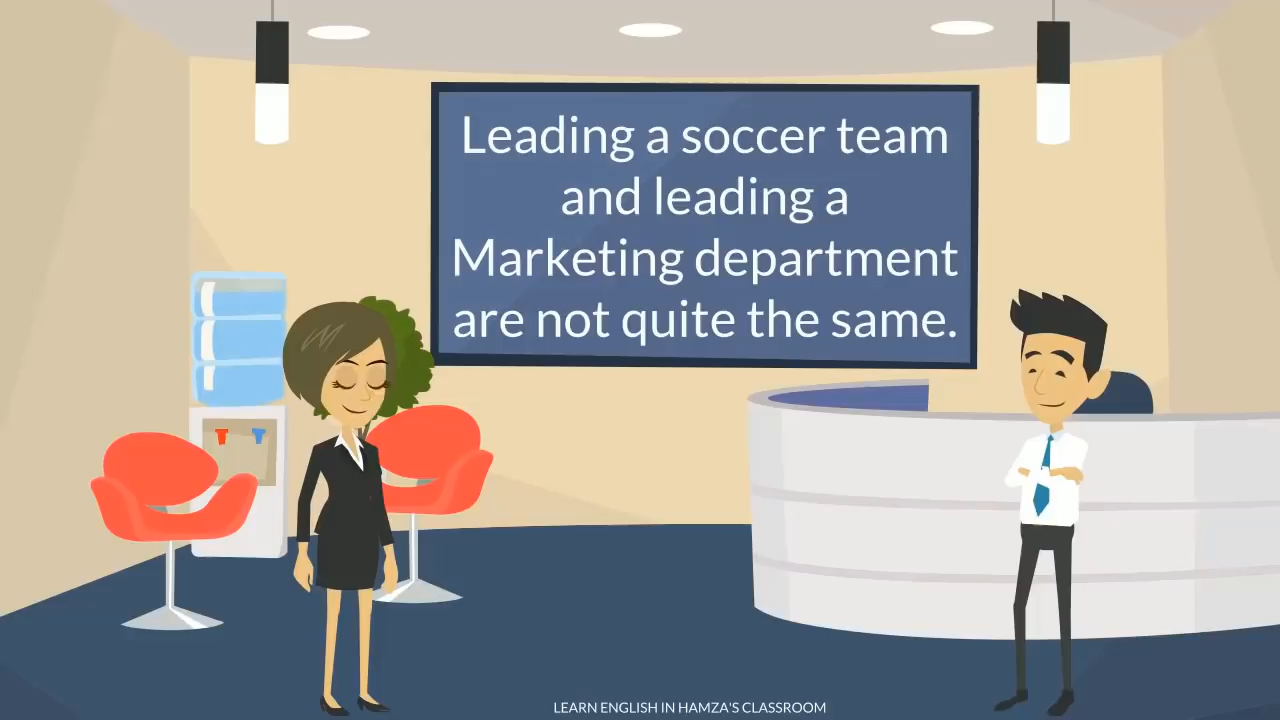 Leading a soccer team
and leading a
Marketing department
are not quite the same.
LEARN ENGLISH IN HAMZA'S CLASSROOM